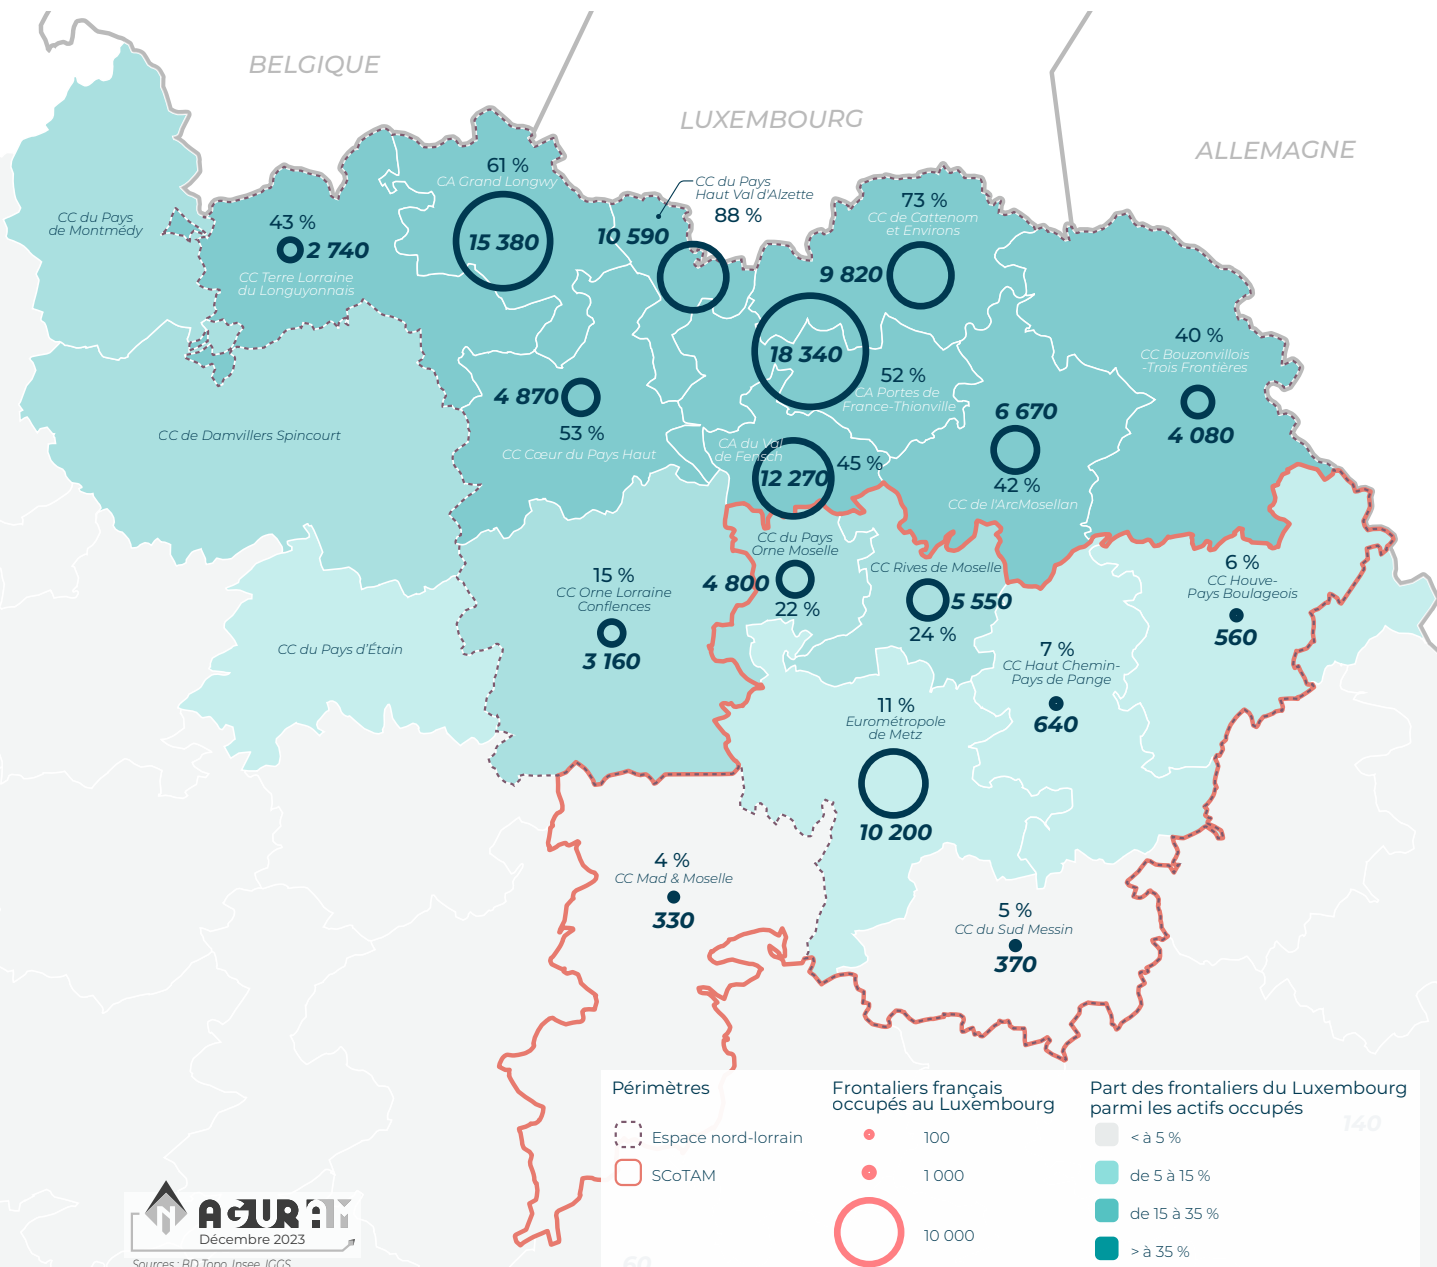 BELGIQUE
LUXEMBOURG
ALLEMAGNE
61 %
CA Grand Longwy
15 380
CC du Pays
Haut Val d'Alzette
88 %
10 590
73 %
CC de Cattenom
et Environs
9 820
CC du Pays
de Montmédy
43 %
2 740
CC Terre Lorraine
du Longuyonnais
18 340
52 %
CA Portes de
France-Thionville
40 %
CC Bouzonvillois
-Trois Frontières
4 080
4 870
53 %
CC Cœur du Pays Haut
6 670
42 %
CC de l'ArcMosellan
CC de Damvillers Spincourt
CA du Val
de Fensch
12 270
45 %
CC du Pays
Orne Moselle
4 800
22 %
CC Rives de Moselle
5 550
24 %
6 %
CC Houve-
Pays Boulageois
560
15 %
CC Orne Lorraine
Conflences
3 160
CC du Pays d'Étain
7 %
CC Haut Chemin-
Pays de Pange
640
11 %
Eurométropole
de Metz
10 200
4 %
CC Mad & Moselle
330
5 %
CC du Sud Messin
370
Périmètres
Espace nord-lorrain
SCoTAM
Frontaliers français
occupés au Luxembourg
100
1 000
10 000
Part des frontaliers du Luxembourg
parmi les actifs occupés
140
< à 5 %
de 5 à 15 %
de 15 à 35 %
> à 35 %
60
N
AGURAM
Décembre 2023
Sources : BD Topo, Insee, IGGS